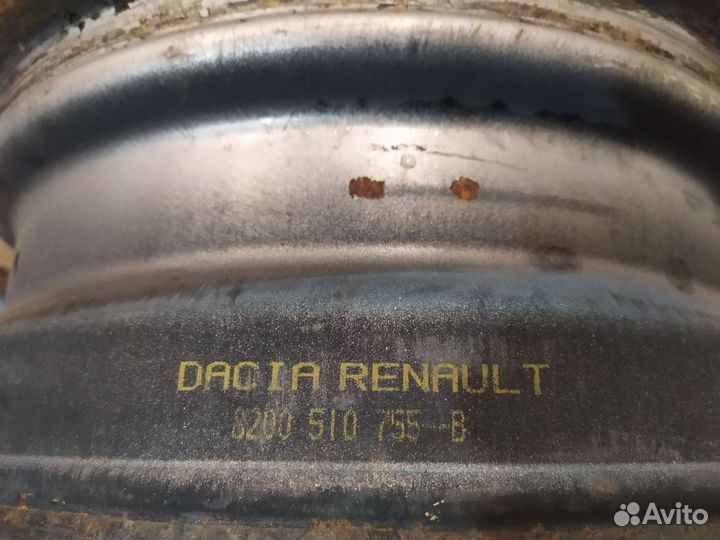 DACIA RENAULT
8200 510 755--B
Avito